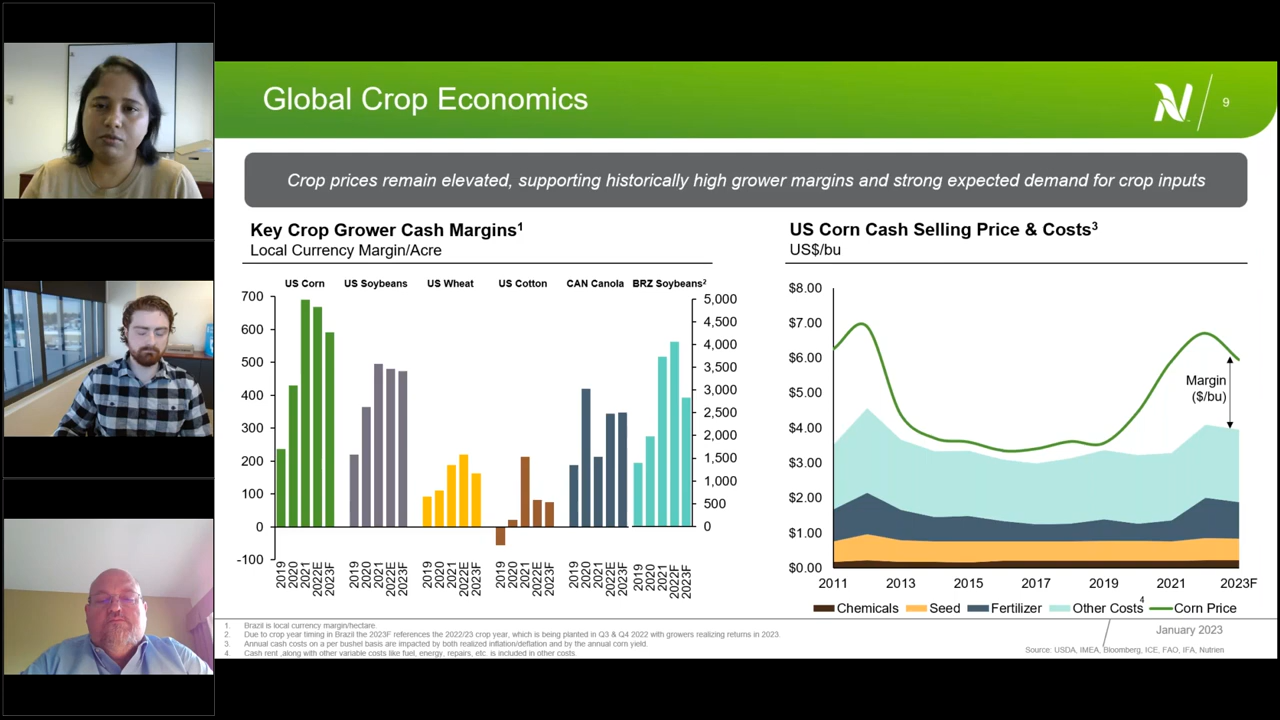 Global Crop Economics
9
Crop prices remain elevated, supporting historically high grower margins and strong expected demand for crop inputs
Key Crop Grower Cash Margins1
Local Currency Margin/Acre
US Corn US Soybeans US Wheat US Cotton CAN Canola BRZ Soybeans2
700
600
500
400
300
200
100
0
-100
5,000
4,500
4,000
3,500
3,000
2,500
2,000
1,500
1,000
500
0
2019 2020 2021 2022E 2023F
2019 2020 2021 2022E 2023F
2019 2020 2021 2022E 2023F
2019 2020 2021 2022E 2023F
2019 2020 2021 2022E 2023F
2019 2020 2021 2022F 2023F
US Corn Cash Selling Price & Costs3
US$/bu
$8.00
$7.00
$6.00
$5.00
$4.00
$3.00
$2.00
$1.00
$0.00
Margin
($/bu)
2011 2013 2015 2017 2019 2021 2023F
Chemicals Seed Fertilizer Other Costs4 Corn Price
1. Brazil is local currency margin/hectare.
2. Due to crop year timing in Brazil the 2023F references the 2022/23 crop year, which is being planted in Q3 & Q4 2022 with growers realizing returns in 2023.
3. Annual cash costs on a per bushel basis are impacted by both realized inflation/deflation and by the annual corn yield.
4. Cash rent ,along with other variable costs like fuel, energy, repairs, etc. is included in other costs.
January 2023
Source: USDA, IMEA, Bloomberg, ICE, FAO, IFA, Nutrien